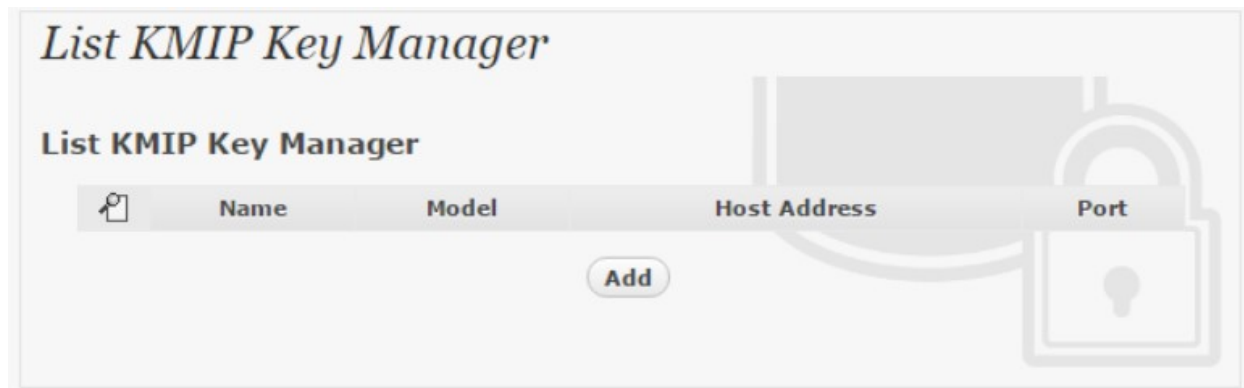 List KMIP Key Manager
List KMIP Key Manager
Name Model Host Address Port
Add